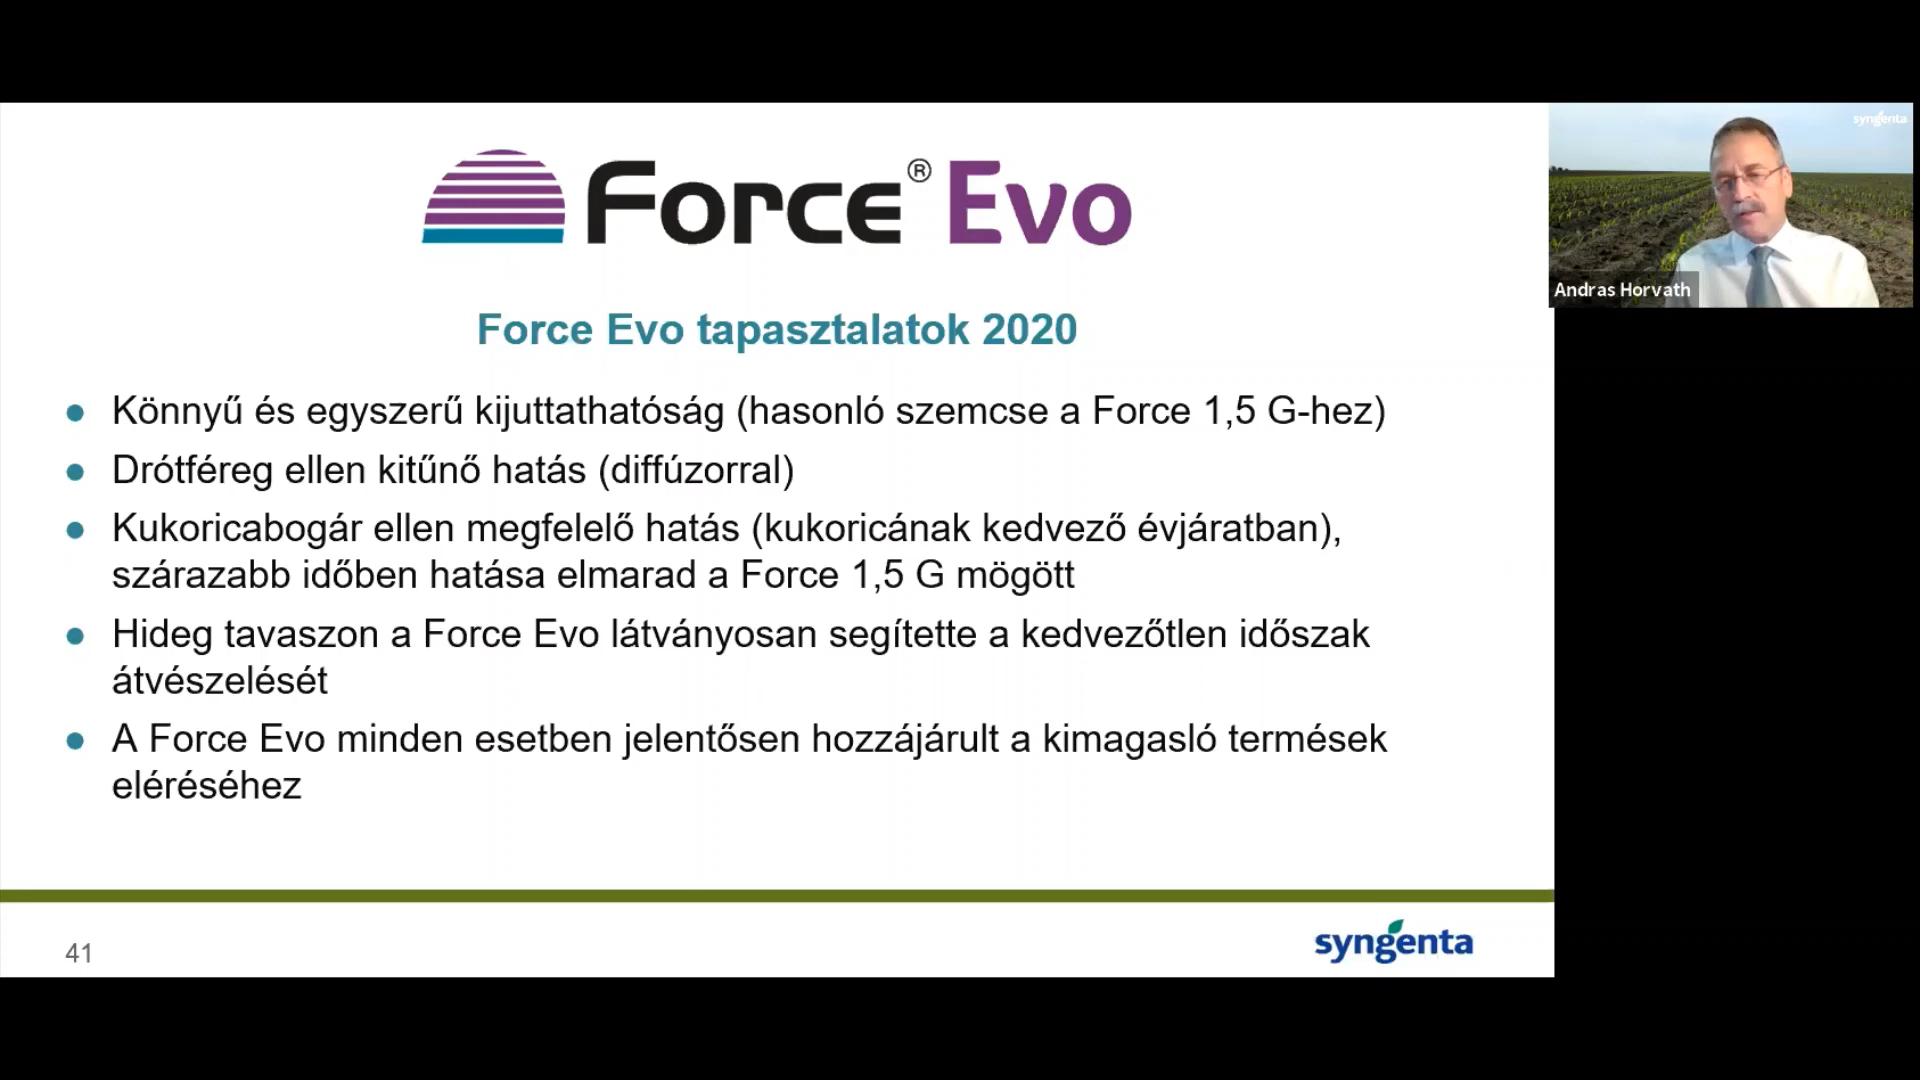 Force® Evo
syngenta
Andras Horvath
Force Evo tapasztalatok 2020
Könnyű és egyszerű kijuttathatóság (hasonló szemcse a Force 1,5 G-hez)
Drótféreg ellen kitűnő hatás (diffúzorral)
Kukoricabogár ellen megfelelő hatás (kukoricának kedvező évjáratban),
szárazabb időben hatása elmarad a Force 1,5 G mögött
Hideg tavaszon a Force Evo látványosan segítette a kedvezőtlen időszak
átvészelését
A Force Evo minden esetben jelentősen hozzájárult a kimagasló termések
eléréséhez
41
syngenta